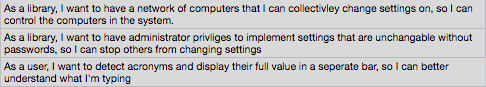 As a library, I want to have a network of computers that I can collectivley change settings on, so I can
control the computers in the system.
As a library, I want to have administrator privliges to implement settings that are unchangable without
passwords, so I can stop others from changing settings
As a user, I want to detect acronyms and display their full value in a seperate bar, so I can better
understand what I'm typing